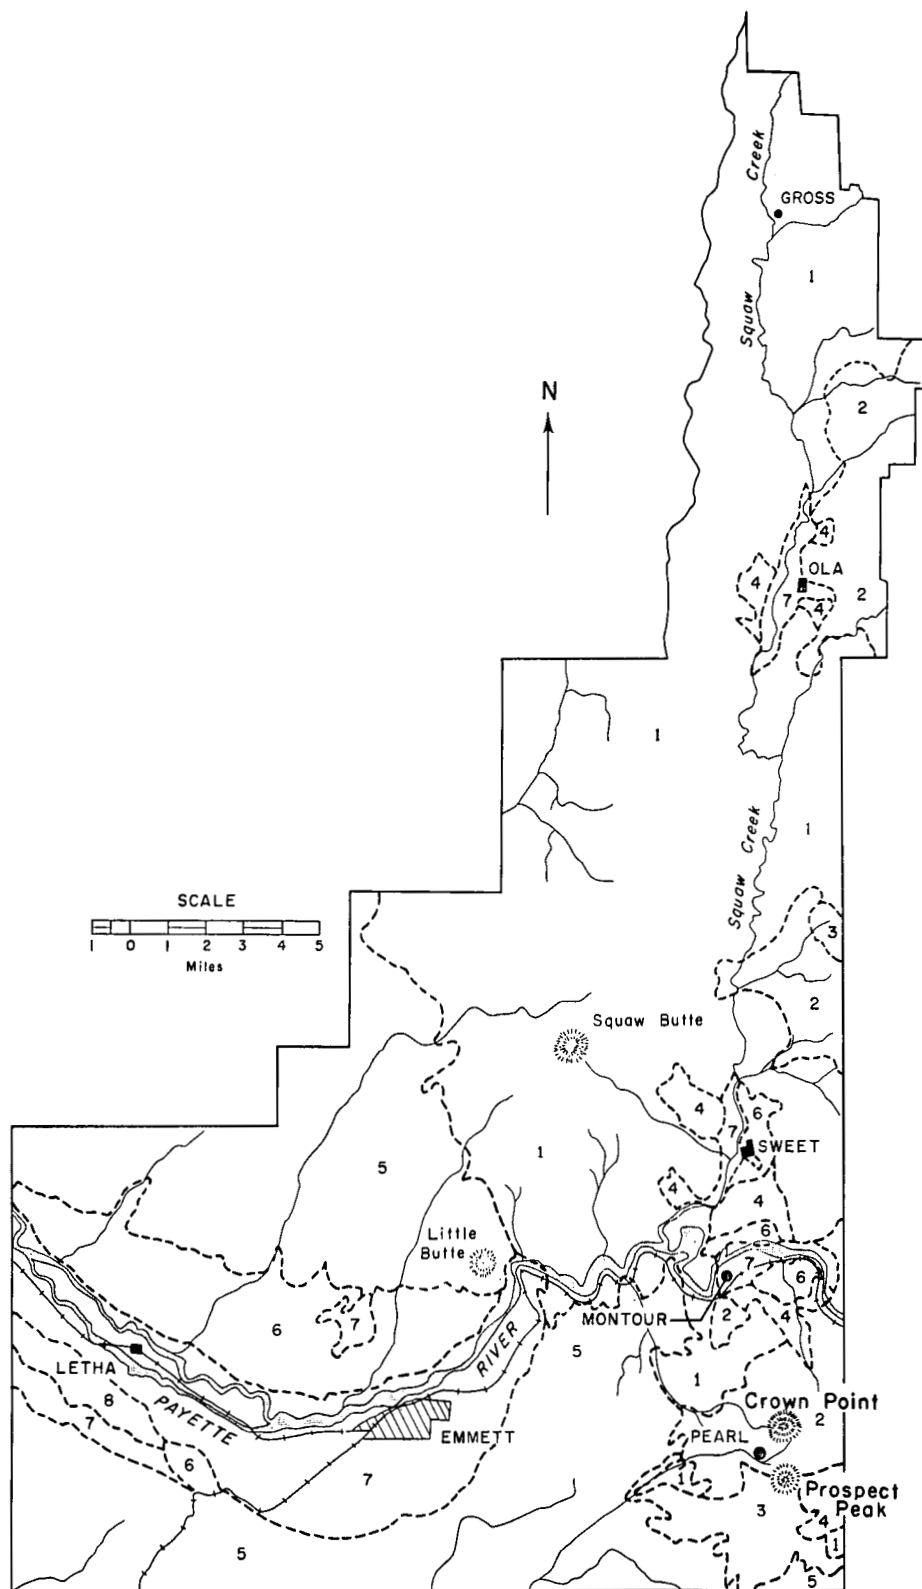 Creek
GROSS
1
Squaw
N
2
4
OLA
4
7
4
2
1
1
Squaw Creek
SCALE
1 0 1 2 3 4 5
Miles
3
2
Squaw Butte
4
6
7
SWEET
5
1
4
4
6
Little
Butte
7
6
MONTOUR
2
4
6
7
RIVER
5
LETHA
8
PAYETTE
7
1
Crown Point
2
PEARL
EMMETT
6
7
1
Prospect
Peak
3
4
1
5
5